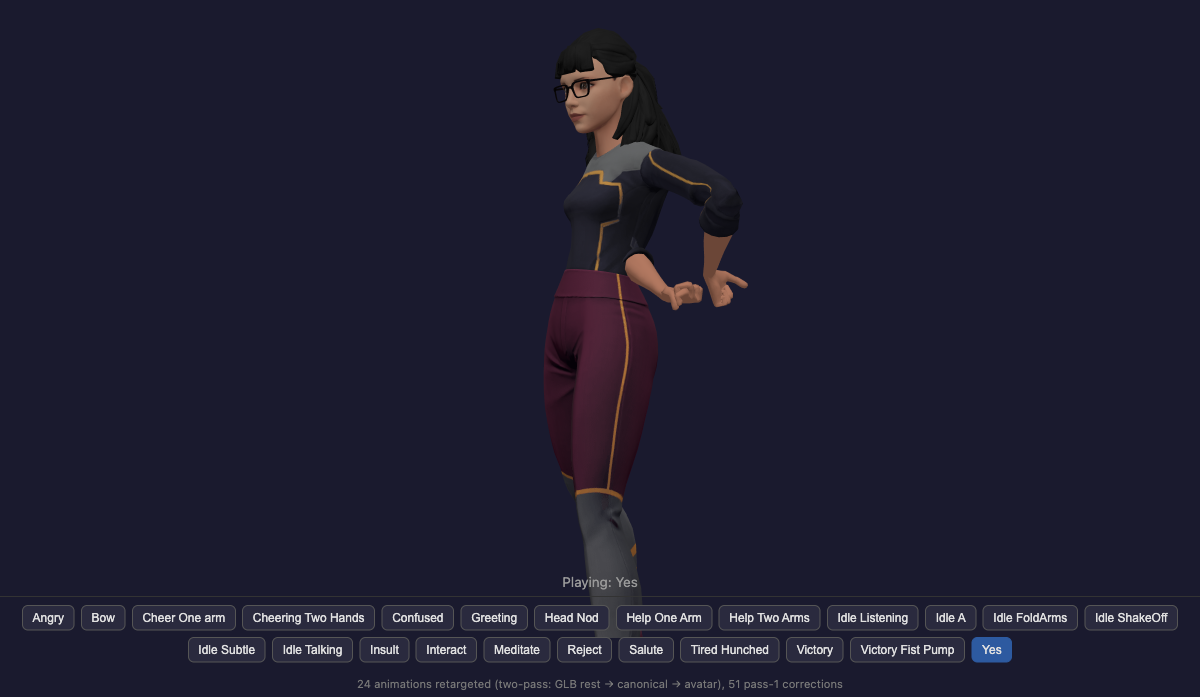 Playing: Yes
Angry Bow Cheer One arm Cheering Two Hands Confused Greeting Head Nod Help One Arm Help Two Arms Idle Listening Idle A Idle FoldArms Idle ShakeOff
Idle Subtle Idle Talking Insult Interact Meditate Reject Salute Tired Hunched Victory Victory Fist Pump Yes
24 animations retargeted (two-pass: GLB rest → canonical → avatar), 51 pass-1 corrections